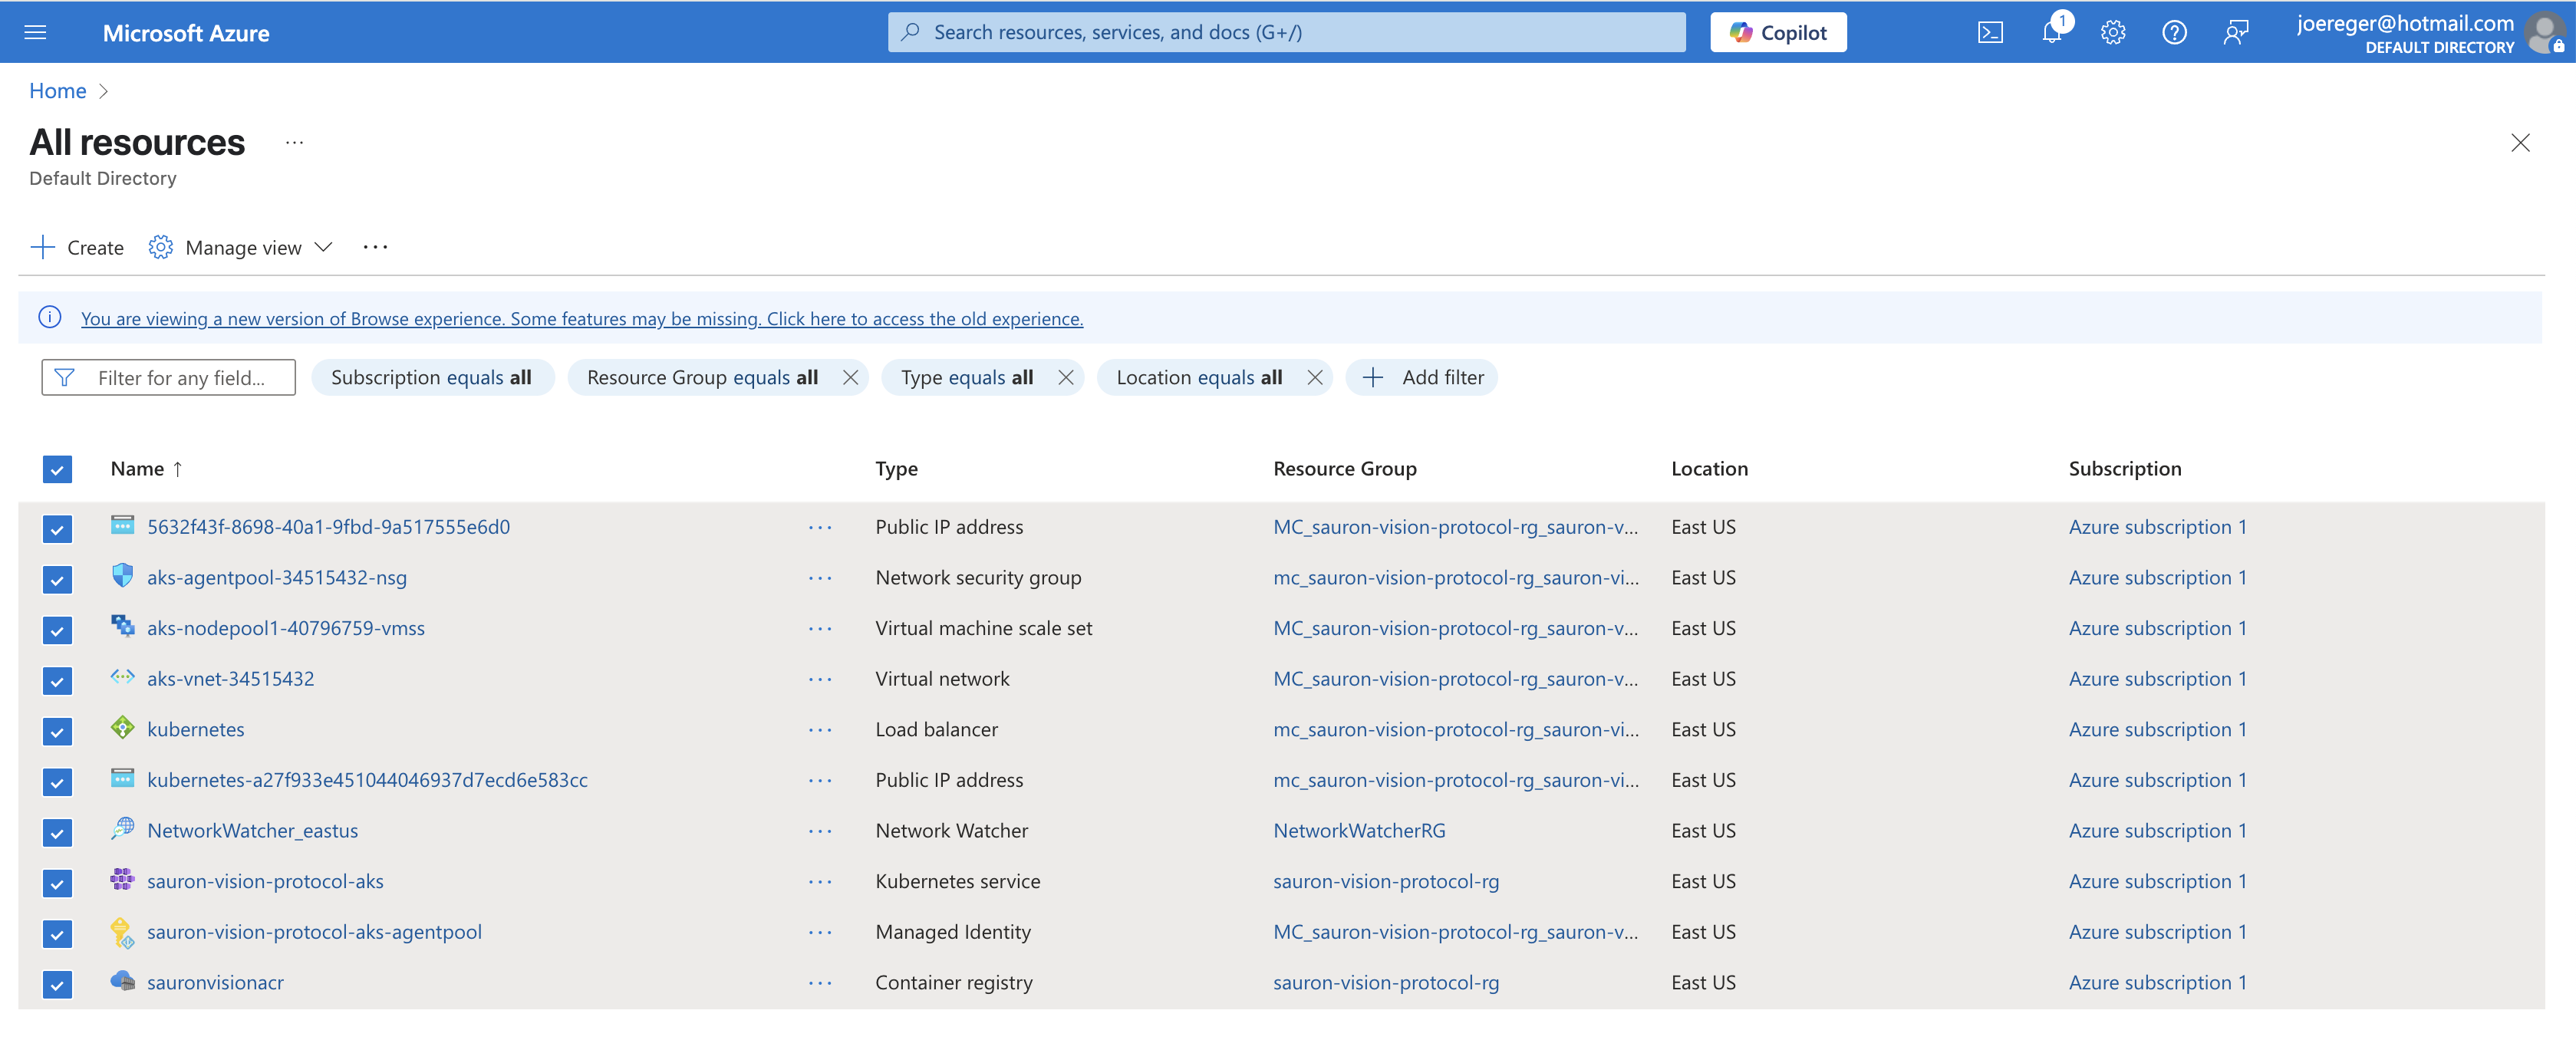 Microsoft Azure
Search resources, services, and docs (G+/)
Copilot
1
joereger@hotmail.com
DEFAULT DIRECTORY
Home
All resources ...
Default Directory
Create Manage view ...
You are viewing a new version of Browse experience. Some features may be missing. Click here to access the old experience.
Filter for any field... Subscription equals all Resource Group equals all Type equals all Location equals all Add filter
Name ↑ Type Resource Group Location Subscription
5632f43f-8698-40a1-9fbd-9a517555e6d0 ... Public IP address MC_sauron-vision-protocol-rg_sauron-v... East US Azure subscription 1
aks-agentpool-34515432-nsg ... Network security group mc_sauron-vision-protocol-rg_sauron-vi... East US Azure subscription 1
aks-nodepool1-40796759-vmss ... Virtual machine scale set MC_sauron-vision-protocol-rg_sauron-v... East US Azure subscription 1
aks-vnet-34515432 ... Virtual network MC_sauron-vision-protocol-rg_sauron-v... East US Azure subscription 1
kubernetes ... Load balancer mc_sauron-vision-protocol-rg_sauron-vi... East US Azure subscription 1
kubernetes-a27f933e451044046937d7ecd6e583cc ... Public IP address mc_sauron-vision-protocol-rg_sauron-vi... East US Azure subscription 1
NetworkWatcher_eastus ... Network Watcher NetworkWatcherRG East US Azure subscription 1
sauron-vision-protocol-aks ... Kubernetes service sauron-vision-protocol-rg East US Azure subscription 1
sauron-vision-protocol-aks-agentpool ... Managed Identity MC_sauron-vision-protocol-rg_sauron-v... East US Azure subscription 1
sauronvisionacr ... Container registry sauron-vision-protocol-rg East US Azure subscription 1